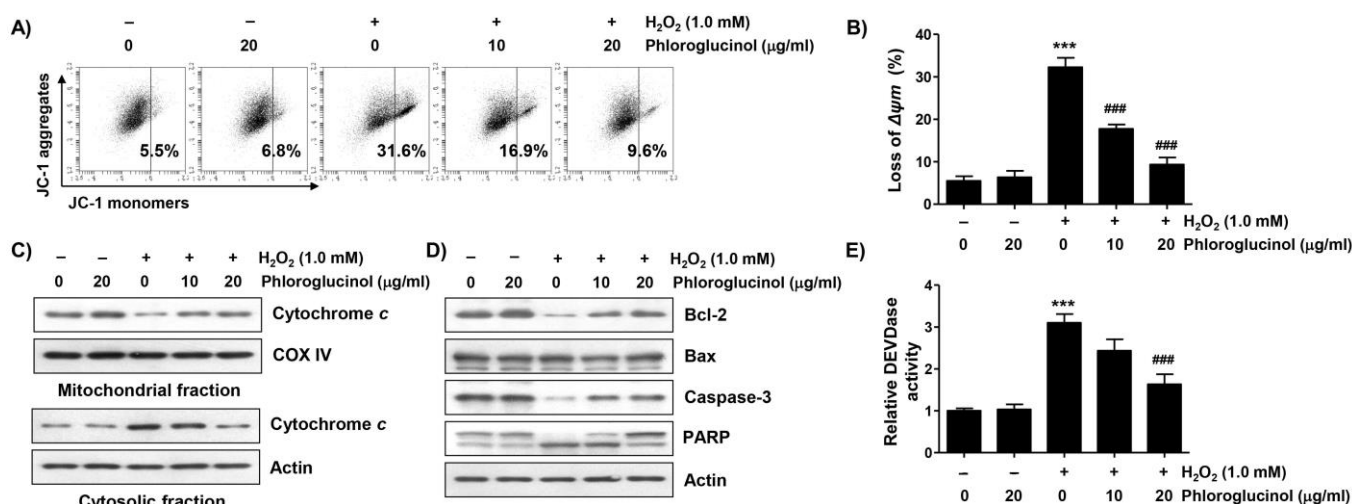 A)
– – + + + H₂O₂ (1.0 mM)
0 20 0 10 20 Phloroglucinol (μg/ml)
JC-1 aggregates
5.5% 6.8% 31.6% 16.9% 9.6%
JC-1 monomers
B)
Loss of Δψm (%)
40
30
20
10
0
*** ### ###
– – + + + H₂O₂ (1.0 mM)
0 20 0 10 20 Phloroglucinol (μg/ml)
C)
– – + + + H₂O₂ (1.0 mM)
0 20 0 10 20 Phloroglucinol (μg/ml)
Cytochrome c
COX IV
Mitochondrial fraction
Cytochrome c
Actin
Cytosolic fraction
D)
– – + + + H₂O₂ (1.0 mM)
0 20 0 10 20 Phloroglucinol (μg/ml)
Bcl-2
Bax
Caspase-3
PARP
Actin
E)
Relative DEVDase
activity
4
3
2
1
0
*** ###
– – + + + H₂O₂ (1.0 mM)
0 20 0 10 20 Phloroglucinol (μg/ml)